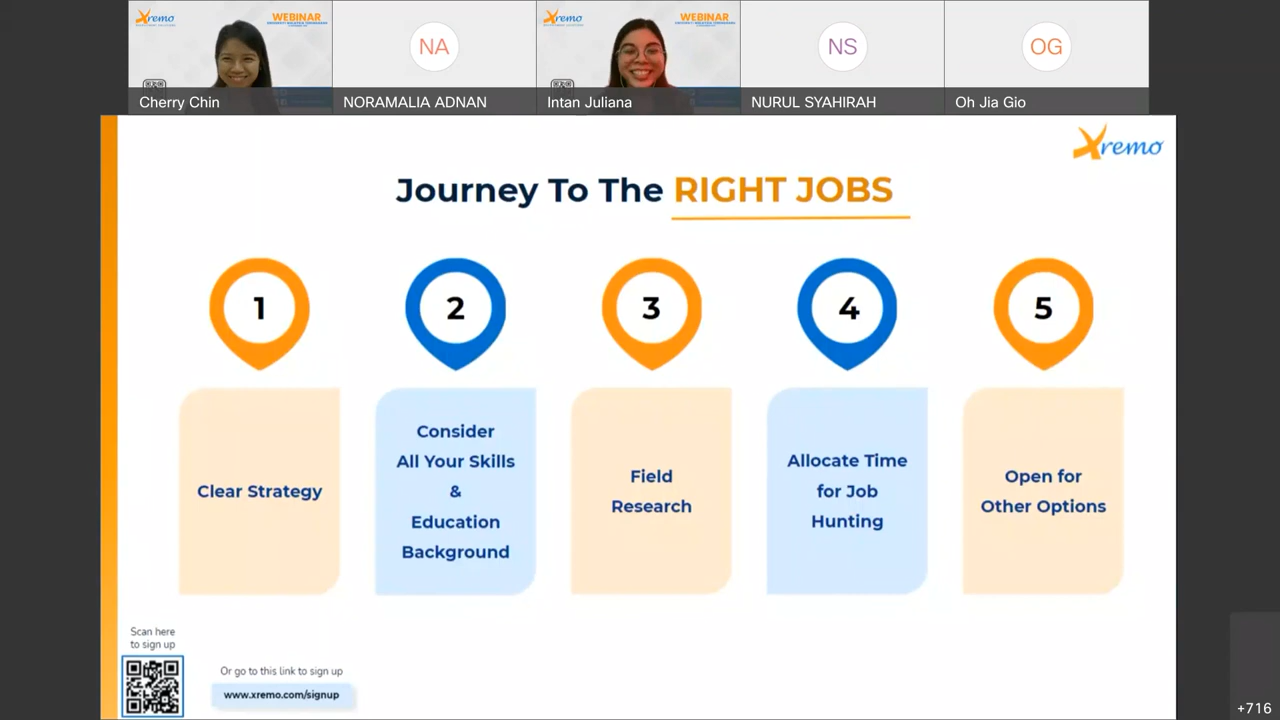 Xremo
WEBINAR
Xremo
WEBINAR
NA
NS
OG
Cherry Chin
NORAMALIA ADNAN
Intan Juliana
NURUL SYAHIRAH
Oh Jia Gio
Xremo
Journey To The RIGHT JOBS
1
2
3
4
5
Clear Strategy
Consider
All Your Skills
&
Education
Background
Field
Research
Allocate Time
for Job
Hunting
Open for
Other Options
Scan here
to sign up
Or go to this link to sign up
www.xremo.com/signup
+716